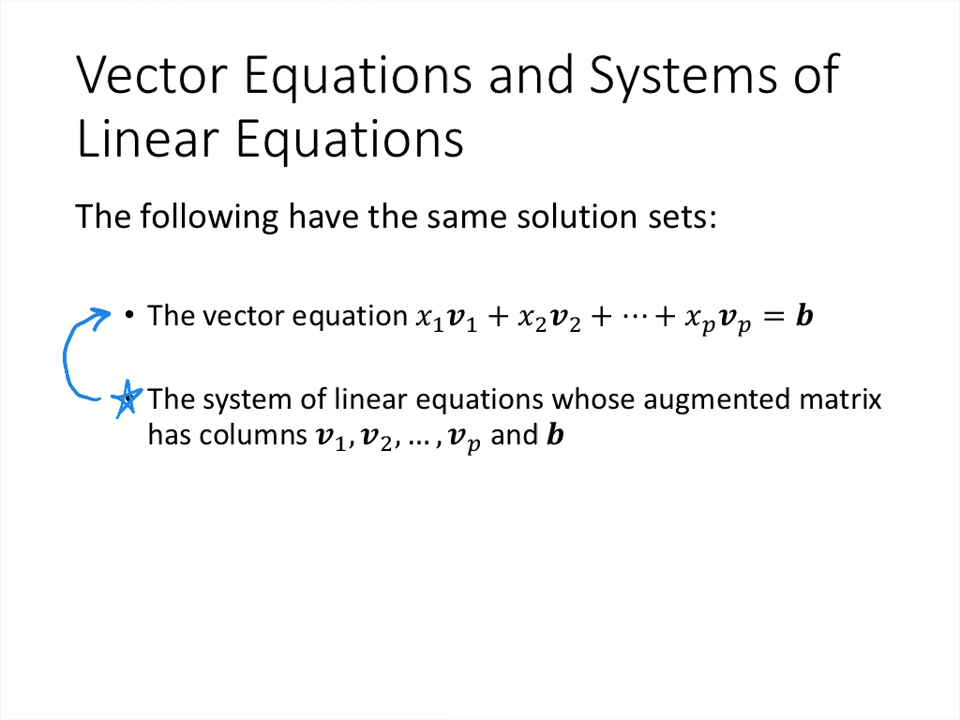 Vector Equations and Systems of
Linear Equations
The following have the same solution sets:
• The vector equation 𝑥₁𝒗₁ + 𝑥₂𝒗₂ + ⋯ + 𝑥ₚ𝒗ₚ = 𝒃
• The system of linear equations whose augmented matrix
has columns 𝒗₁, 𝒗₂, … , 𝒗ₚ and 𝒃